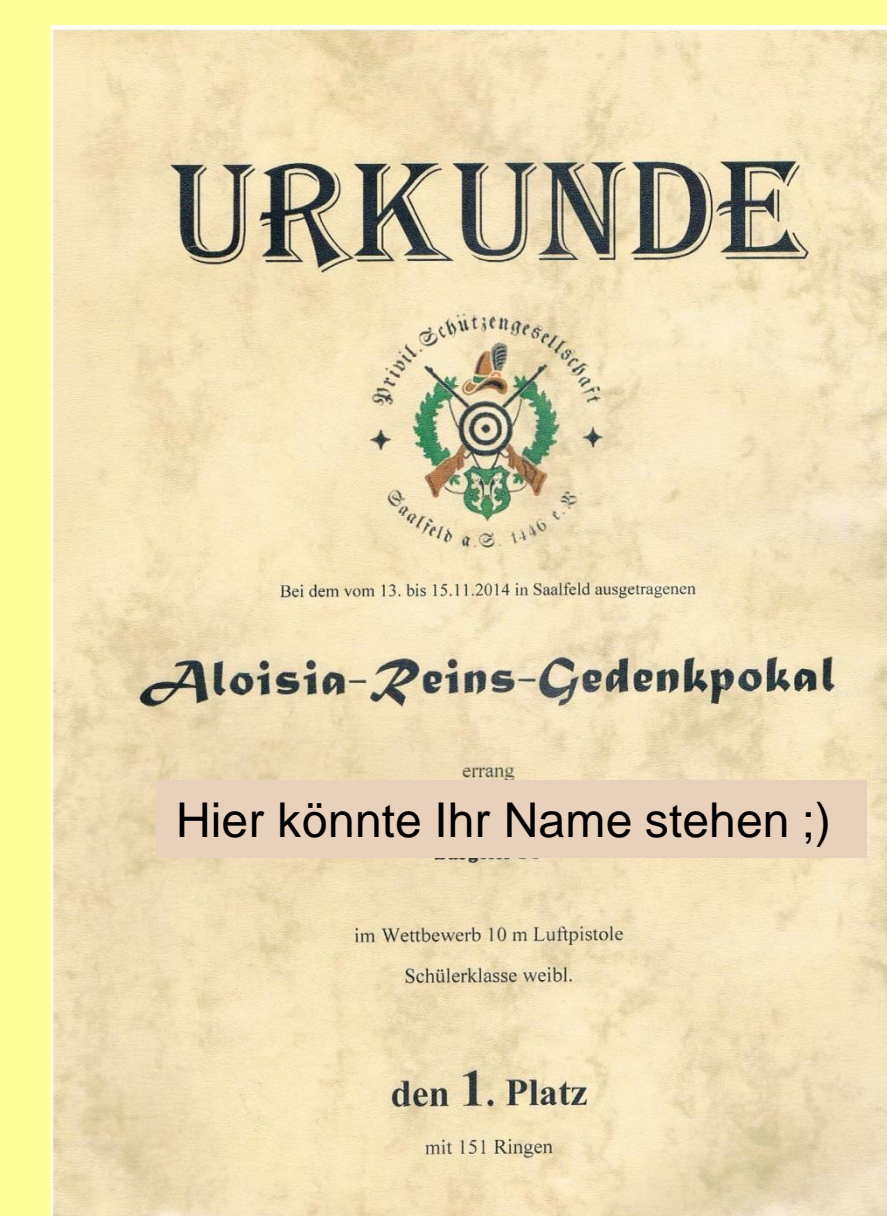 URKUNDE
Privil. Schützengesellschaft
Saalfeld a.S. 1446 e.V
Bei dem vom 13. bis 15.11.2014 in Saalfeld ausgetragenen
Aloisia-Reins-Gedenkpokal
errang
Hier könnte Ihr Name stehen ;)
im Wettbewerb 10 m Luftpistole
Schülerklasse weibl.
den 1. Platz
mit 151 Ringen